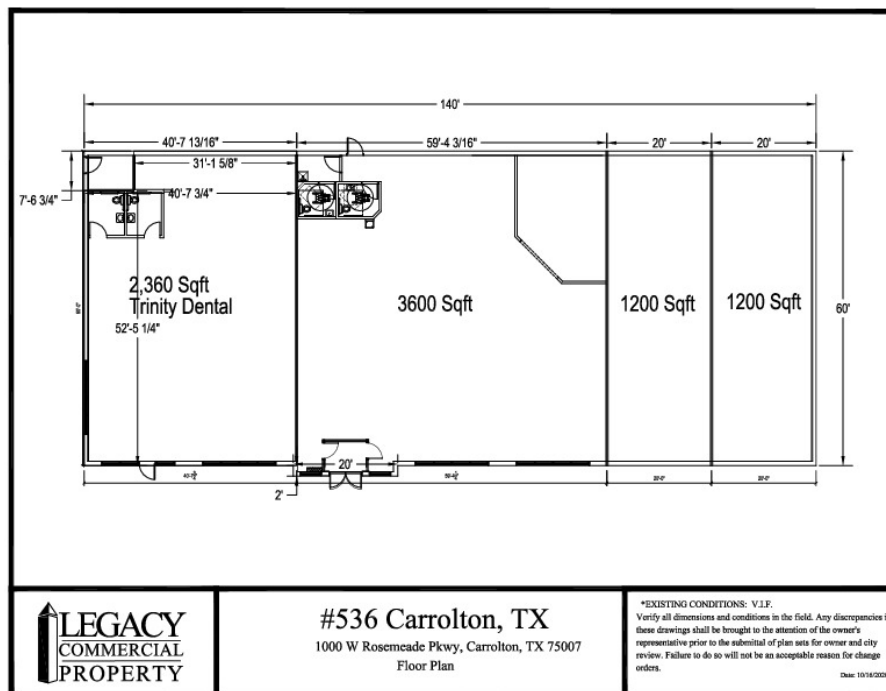 140'
40'-7 13/16"
59'-4 3/16"
20'
20'
31'-1 5/8"
7'-6 3/4"
40'-7 3/4"
2,360 Sqft
Trinity Dental
3600 Sqft
1200 Sqft
1200 Sqft
60'
52'-5 1/4"
20'
20'-0"
20'-0"
2'
LEGACY
COMMERCIAL
PROPERTY
#536 Carrolton, TX
1000 W Rosemeade Pkwy, Carrolton, TX 75007
Floor Plan
*EXISTING CONDITIONS: V.I.F.
Verify all dimensions and conditions in the field. Any discrepancies
these drawings shall be brought to the attention of the owner's
representative prior to the submittal of plan sets for owner and city
review. Failure to do so will not be an acceptable reason for change
orders.
Date: